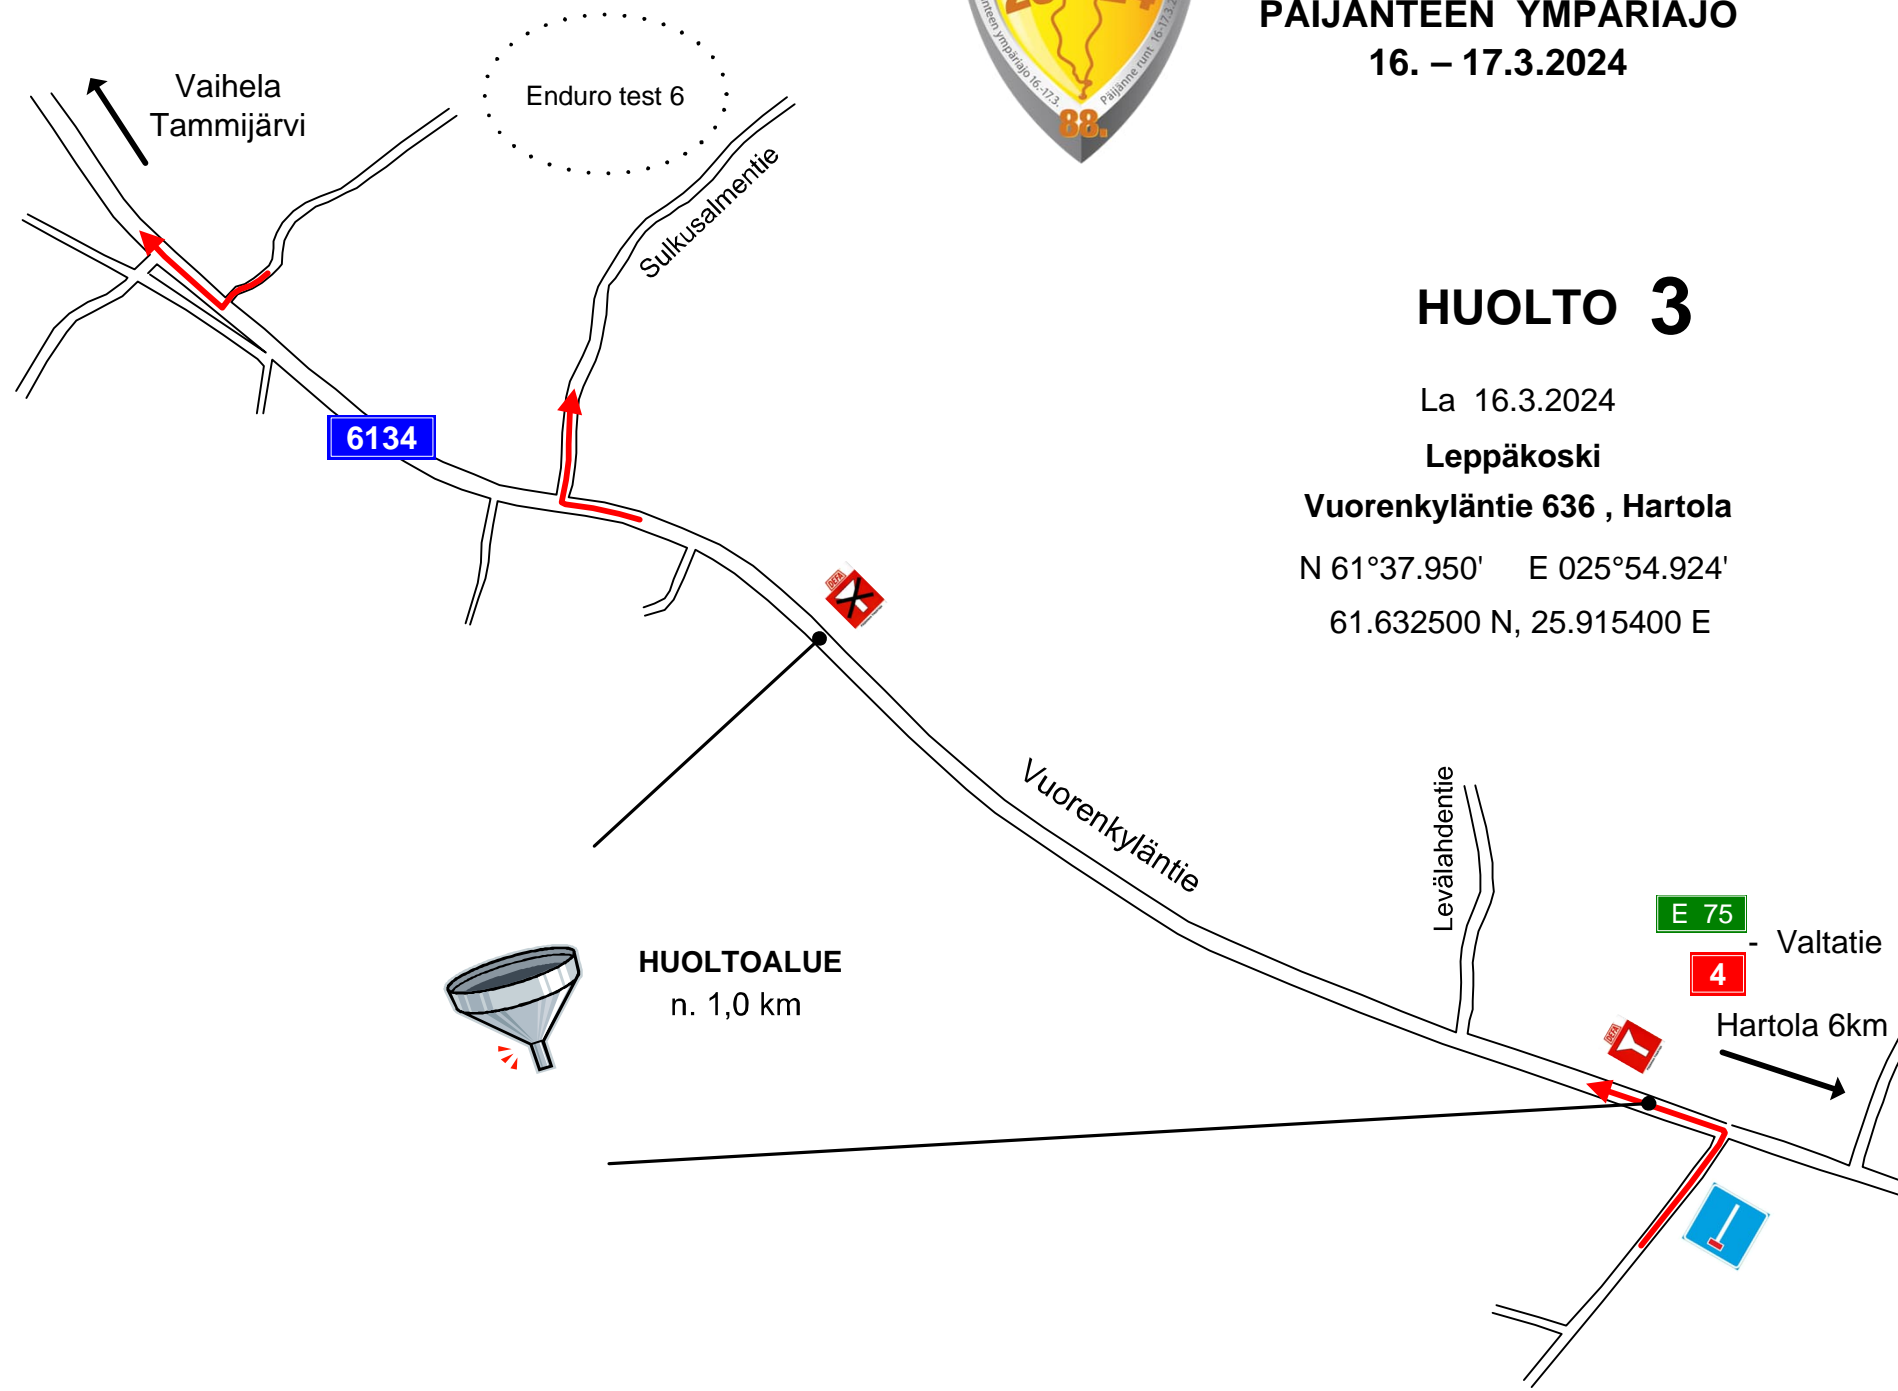 PÄIJÄNTEEN YMPÄRIAJO
16. – 17.3.2024
88.
Vaihela
Tammijärvi
Enduro test 6
Sulkusalmentie
HUOLTO 3
La 16.3.2024
Leppäkoski
Vuorenkyläntie 636 , Hartola
N 61°37.950' E 025°54.924'
61.632500 N, 25.915400 E
6134
DEFA
Vuorenkyläntie
Levälahdentie
E 75
- Valtatie
4
Hartola 6km
DEFA
HUOLTOALUE
n. 1,0 km